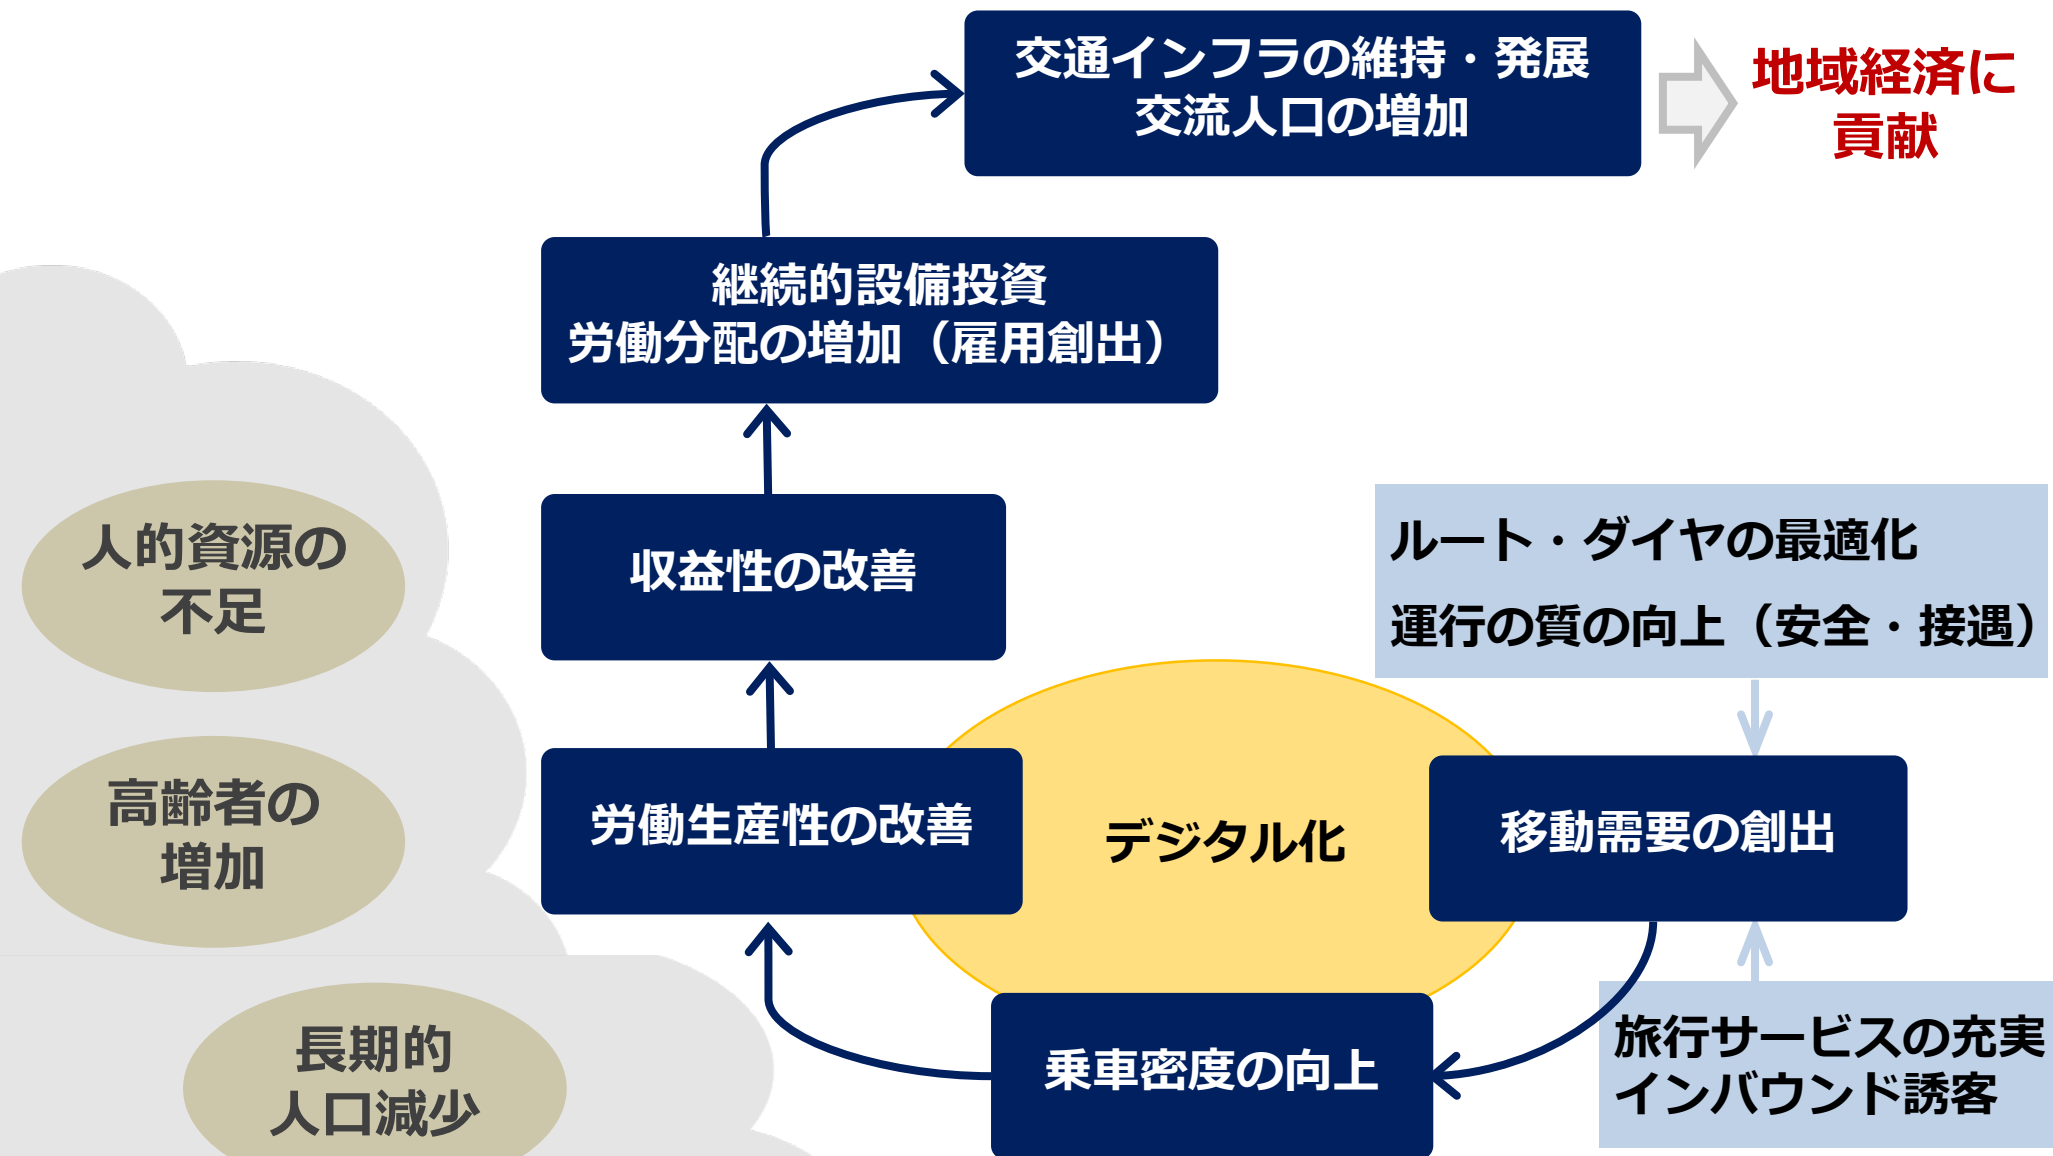 交通インフラの維持・発展
交流人口の増加
地域経済に
貢献
継続的設備投資
労働分配の増加（雇用創出）
収益性の改善
ルート・ダイヤの最適化
運行の質の向上（安全・接遇）
人的資源の
不足
労働生産性の改善
デジタル化
移動需要の創出
高齢者の
増加
乗車密度の向上
旅行サービスの充実
インバウンド誘客
長期的
人口減少